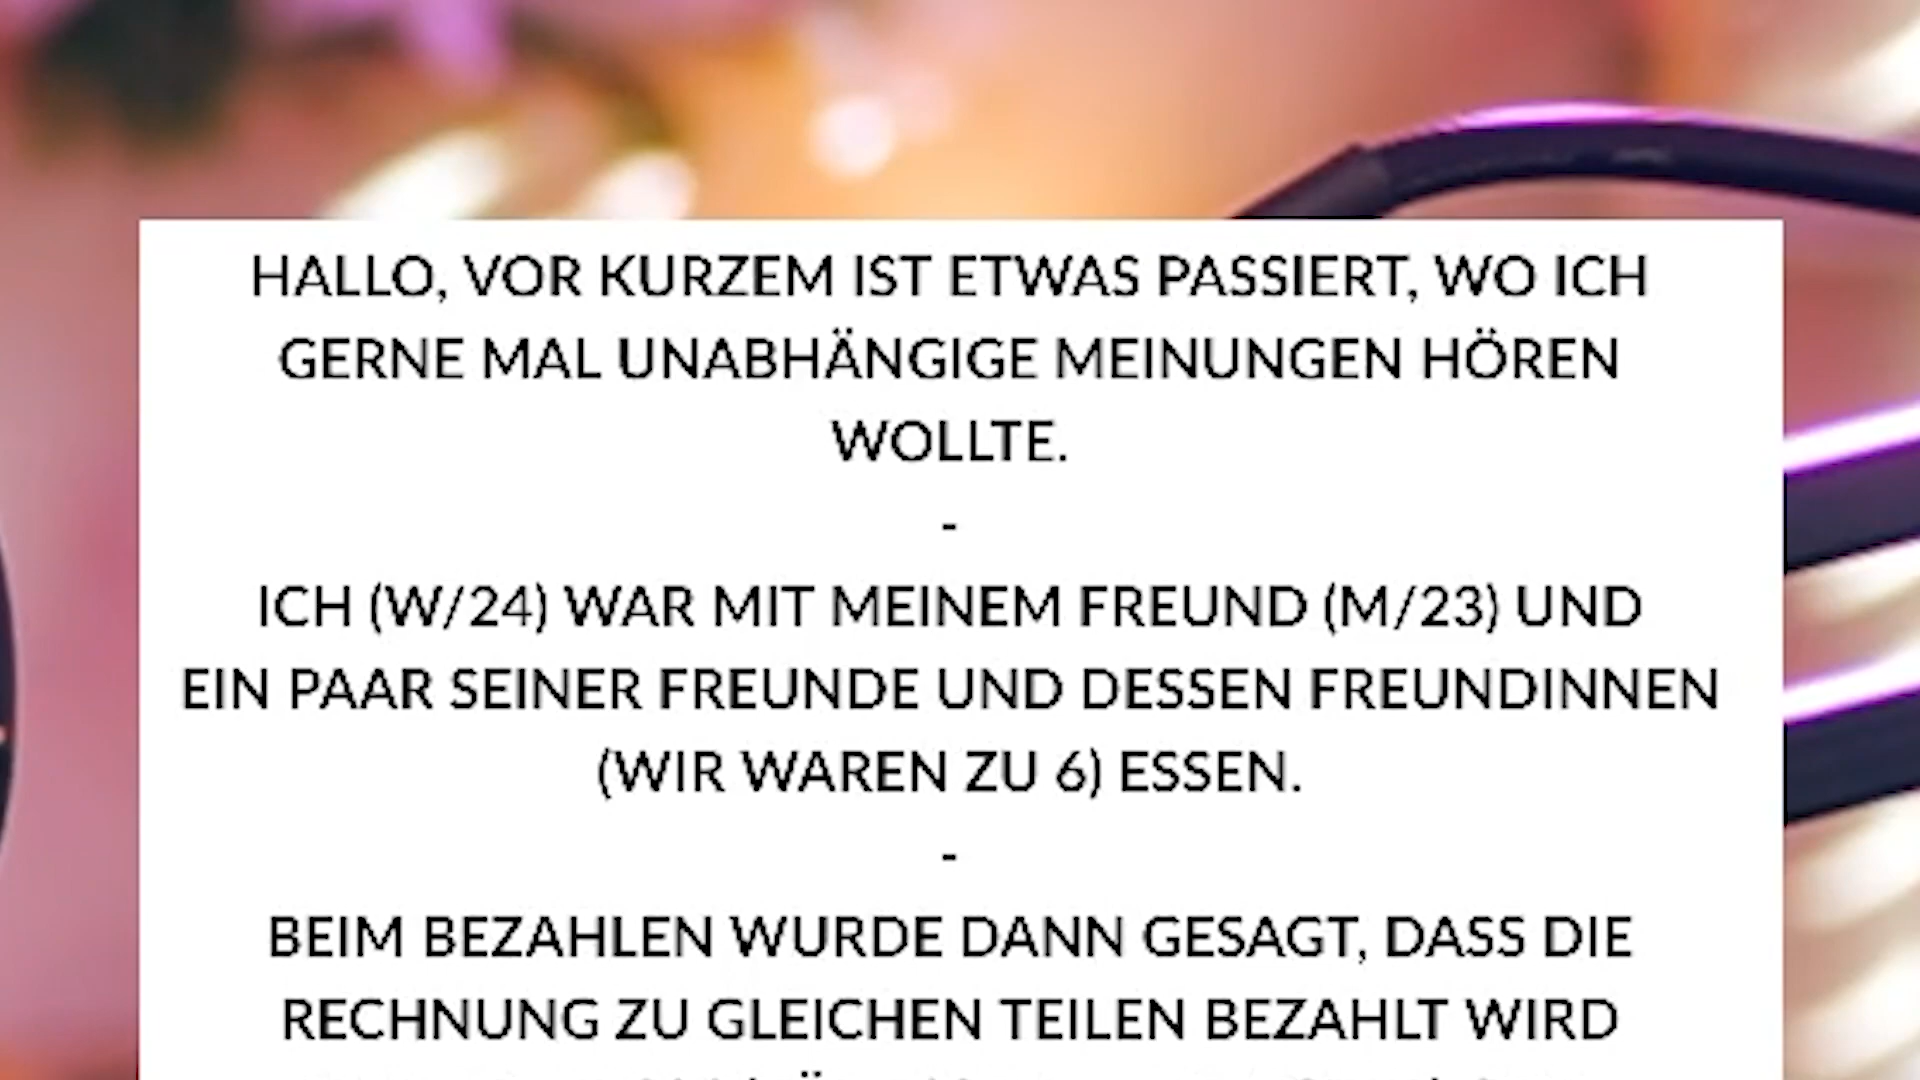 HALLO, VOR KURZEM IST ETWAS PASSIERT, WO ICH
GERNE MAL UNABHÄNGIGE MEINUNGEN HÖREN
WOLLTE.
-
ICH (W/24) WAR MIT MEINEM FREUND (M/23) UND
EIN PAAR SEINER FREUNDE UND DESSEN FREUNDINNEN
(WIR WAREN ZU 6) ESSEN.
-
BEIM BEZAHLEN WURDE DANN GESAGT, DASS DIE
RECHNUNG ZU GLEICHEN TEILEN BEZAHLT WIRD